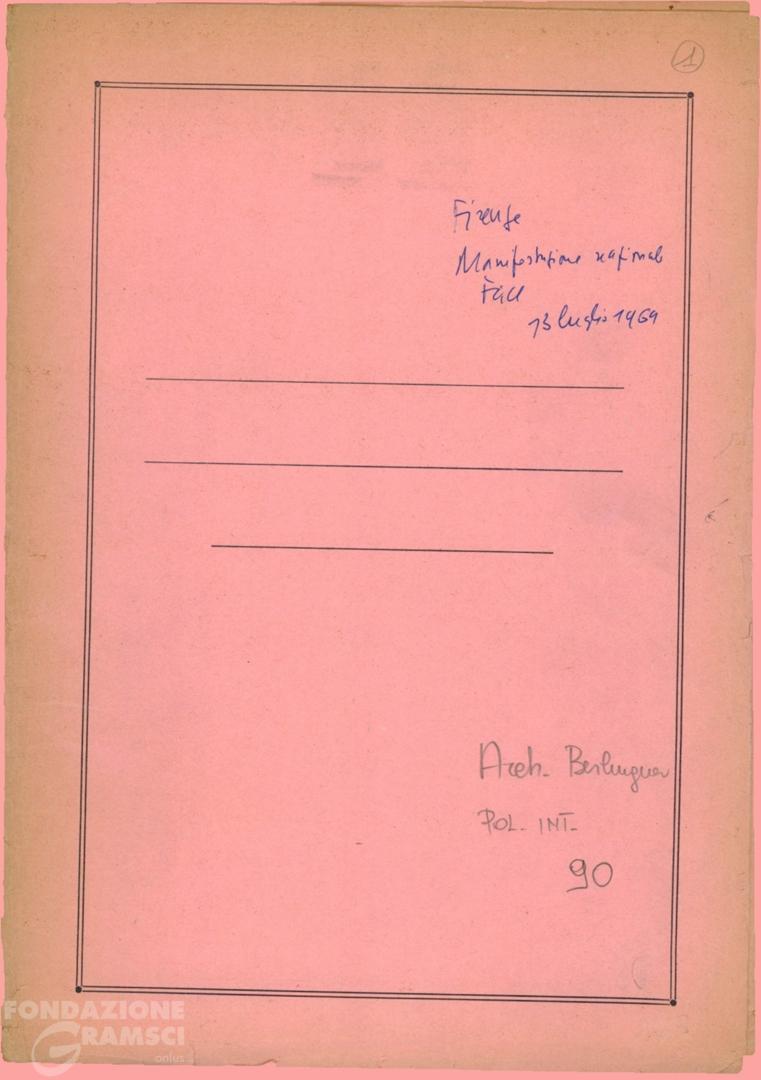 1
Firenze
Manifestazione nazionale
FGCI
13 luglio 1969
Arch. Berlinguer
POL. INT.
90
FONDAZIONE
GRAMSCI
onlus